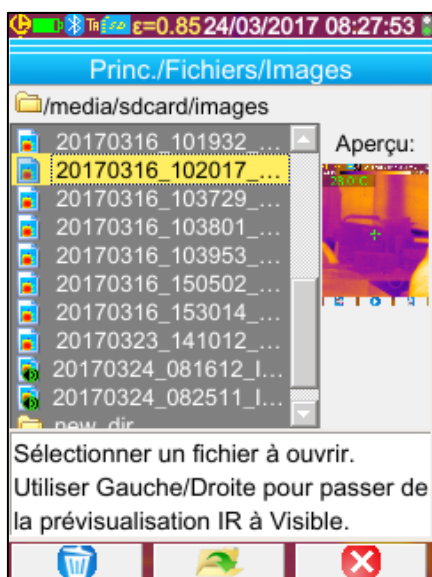 ε=0.85 24/03/2017 08:27:53
Princ./Fichiers/Images
/media/sdcard/images
20170316_101932_...
Aperçu:
20170316_102017_...
20170316_103729_...
20170316_103801_...
20170316_103953_...
20170316_150502_...
20170316_153014_...
20170323_141012_...
20170324_081612_I...
20170324_082511_I...
new_dir
Sélectionner un fichier à ouvrir.
Utiliser Gauche/Droite pour passer de
la prévisualisation IR à Visible.